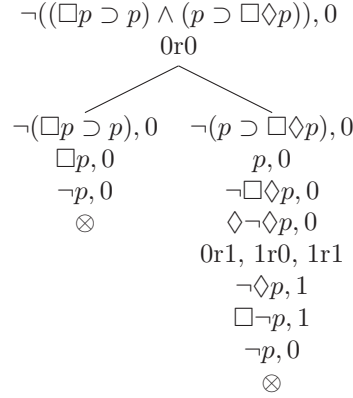 ¬((□p ⊃ p) ∧ (p ⊃ □◊p)), 0
0r0
¬(□p ⊃ p), 0
□p, 0
¬p, 0
⊗
¬(p ⊃ □◊p), 0
p, 0
¬□◊p, 0
◊¬◊p, 0
0r1, 1r0, 1r1
¬◊p, 1
□¬p, 1
¬p, 0
⊗